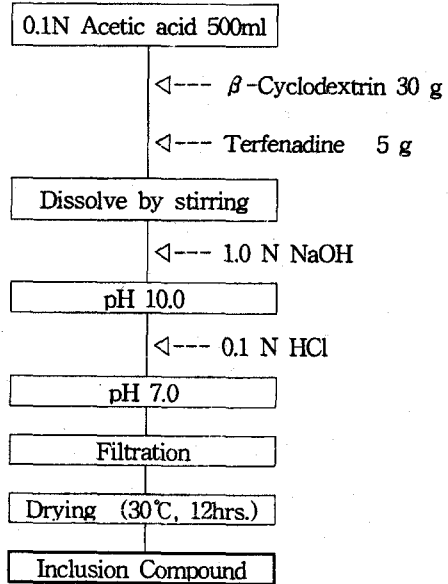 0.1N Acetic acid 500ml
β-Cyclodextrin 30 g
Terfenadine 5 g
Dissolve by stirring
1.0 N NaOH
pH 10.0
0.1 N HCl
pH 7.0
Filtration
Drying (30℃, 12hrs.)
Inclusion Compound